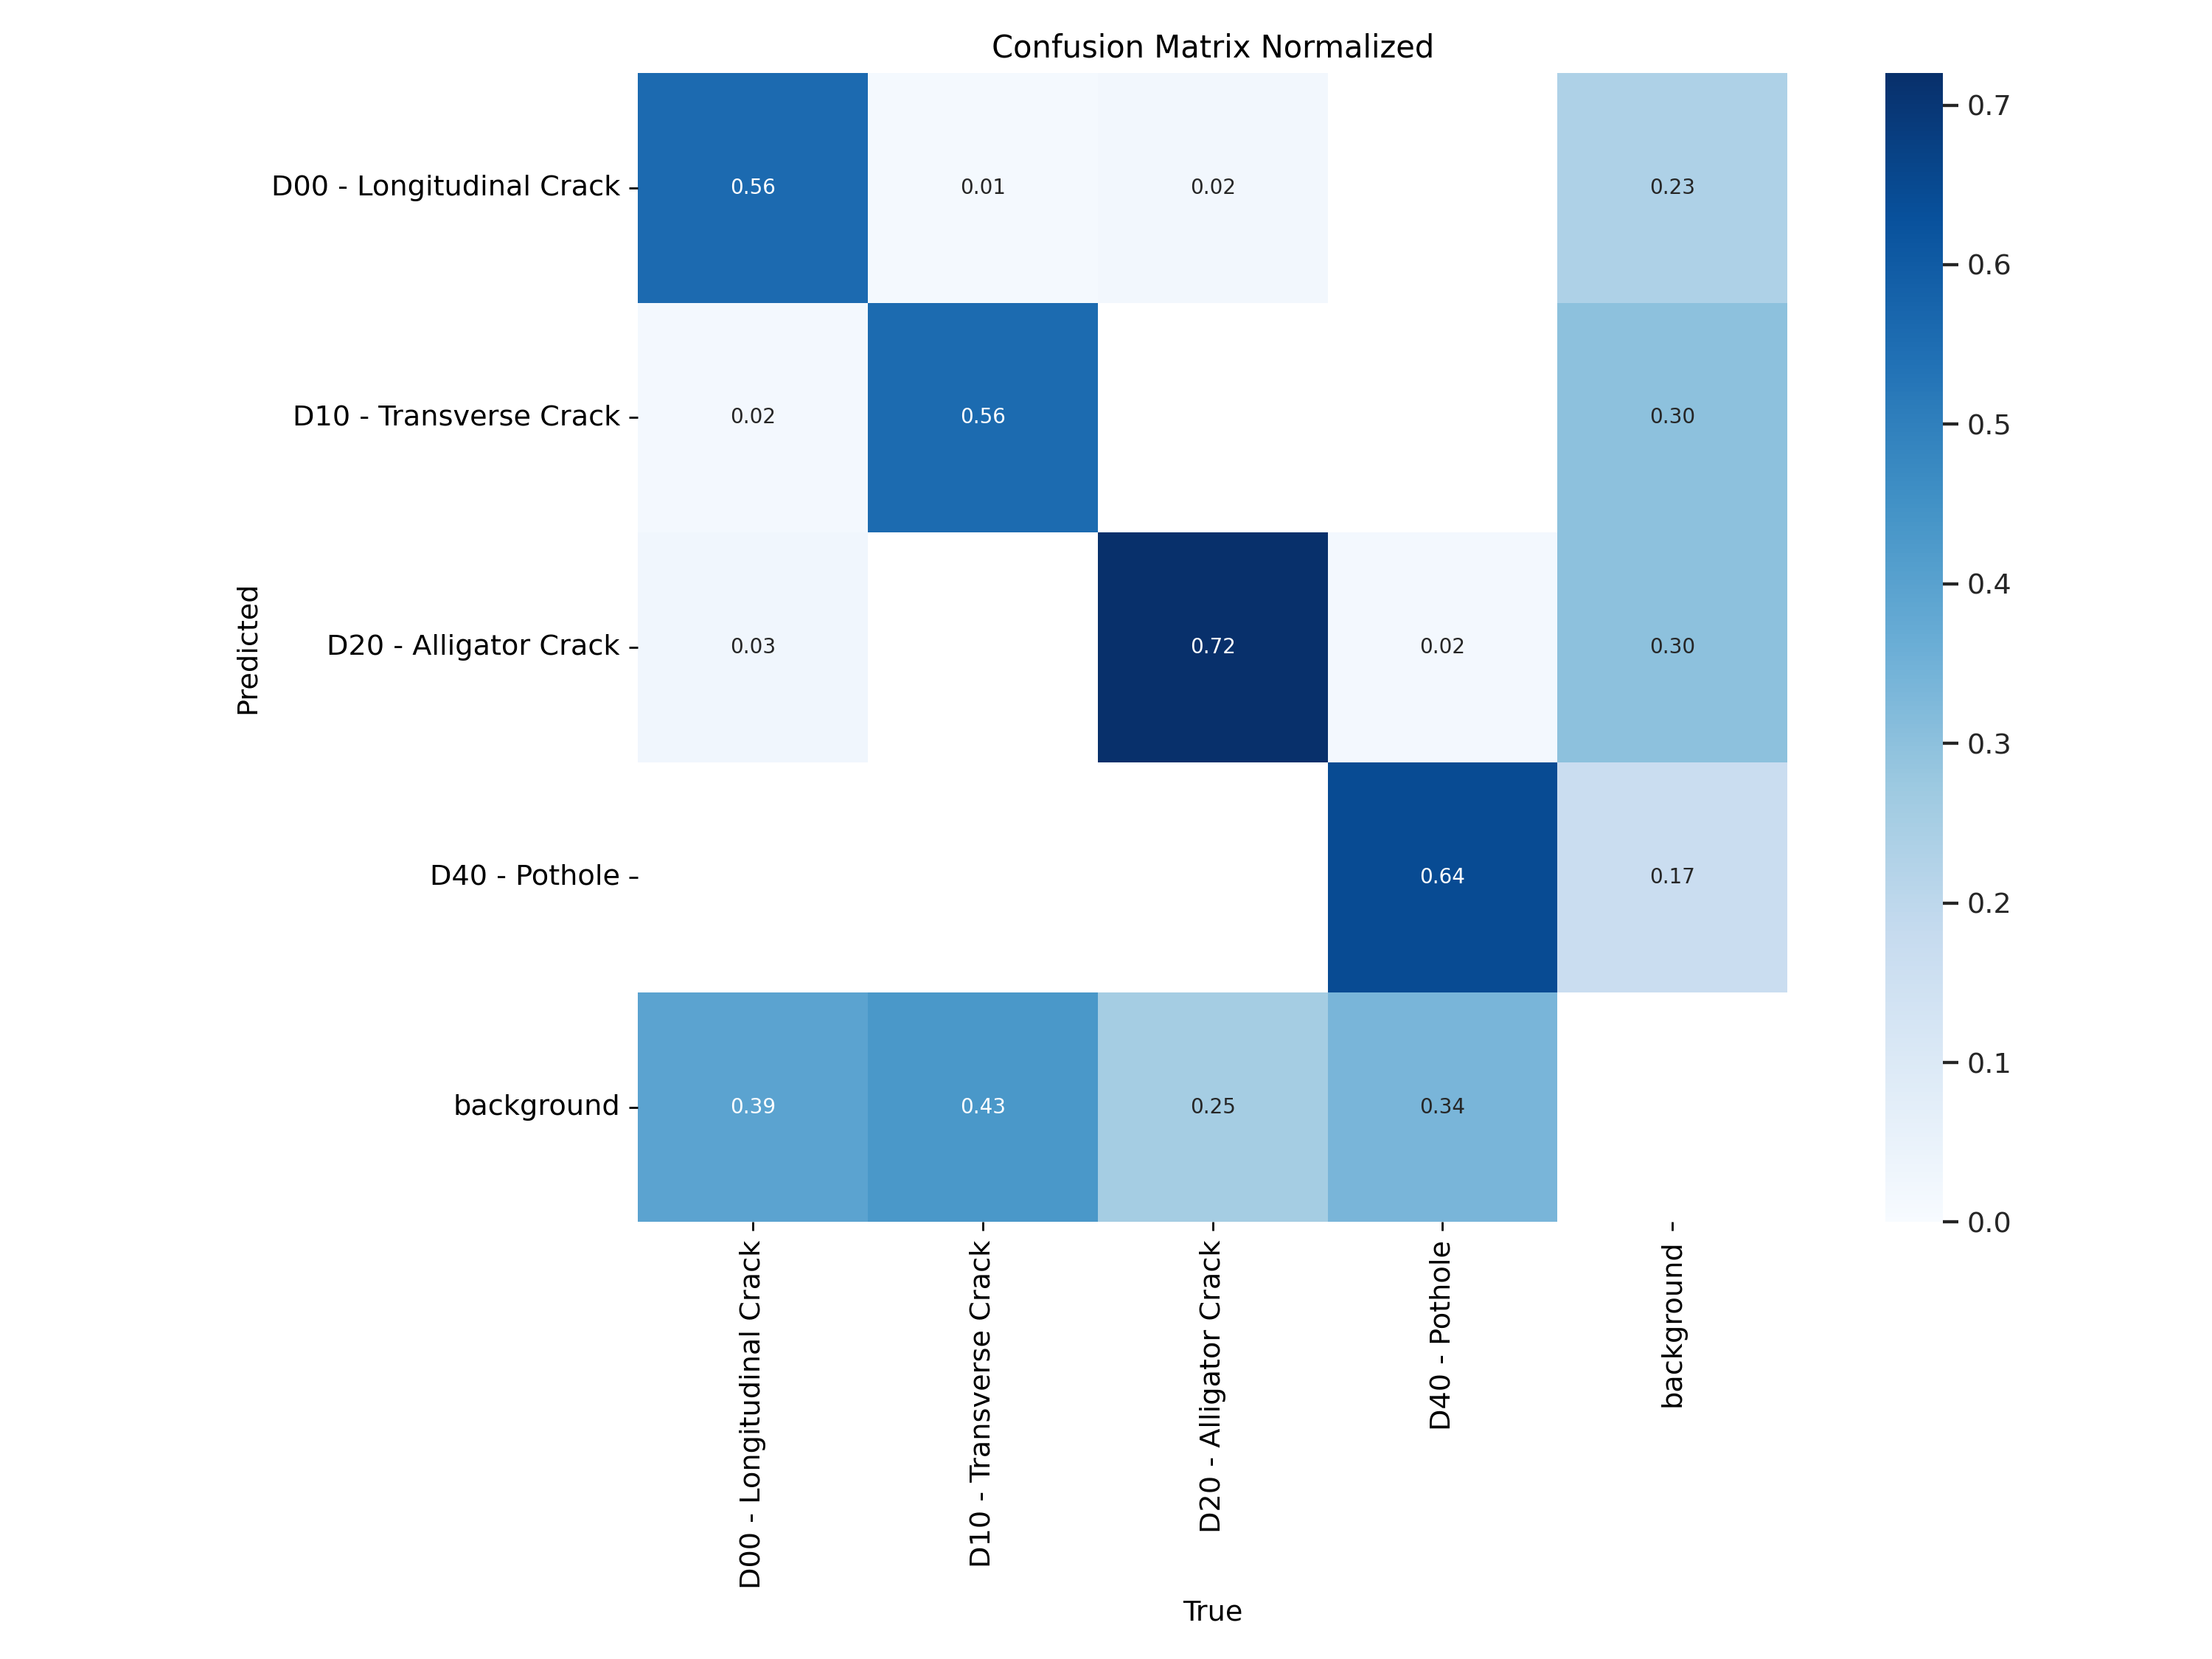 Confusion Matrix Normalized
D00 - Longitudinal Crack
0.56
0.01
0.02
0.23
D10 - Transverse Crack
0.02
0.56
0.30
D20 - Alligator Crack
0.03
0.72
0.02
0.30
D40 - Pothole
0.64
0.17
background
0.39
0.43
0.25
0.34
Predicted
D00 - Longitudinal Crack
D10 - Transverse Crack
D20 - Alligator Crack
D40 - Pothole
background
True
0.7
0.6
0.5
0.4
0.3
0.2
0.1
0.0